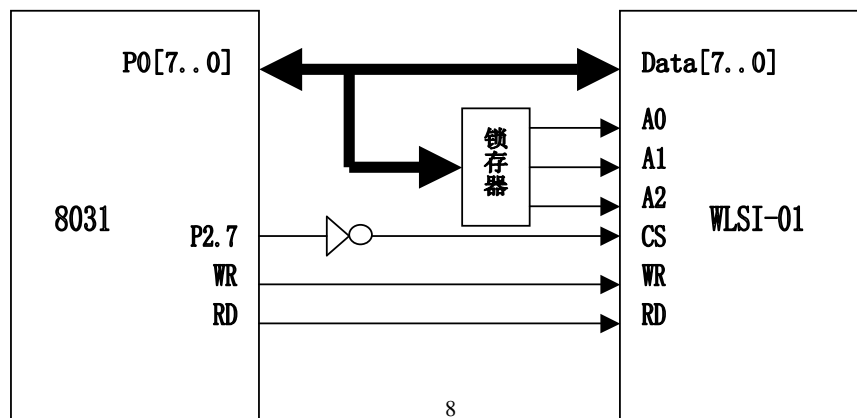 P0[7..0]
Data[7..0]
锁存器
A0
A1
A2
8031
WLSI-01
P2.7
CS
WR
WR
RD
RD
8